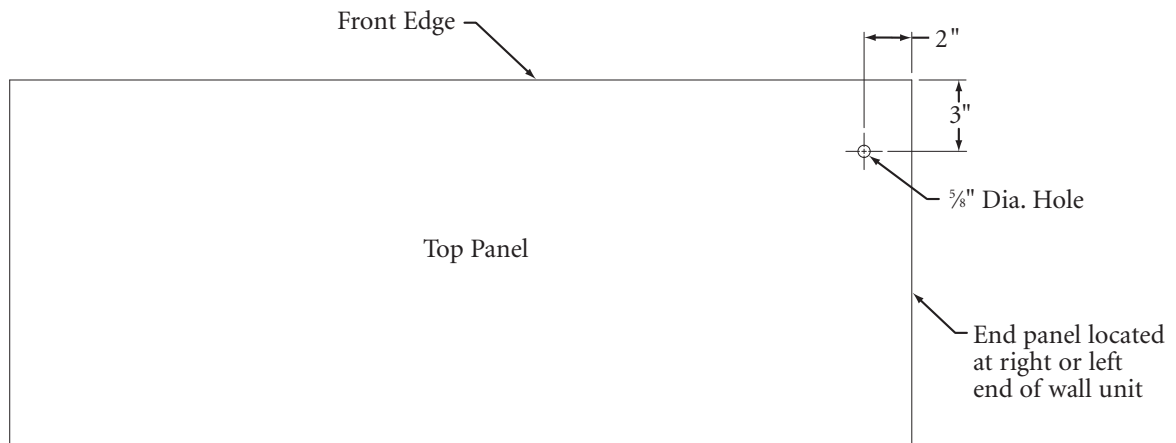 Front Edge
2"
3"
⅝" Dia. Hole
Top Panel
End panel located
at right or left
end of wall unit